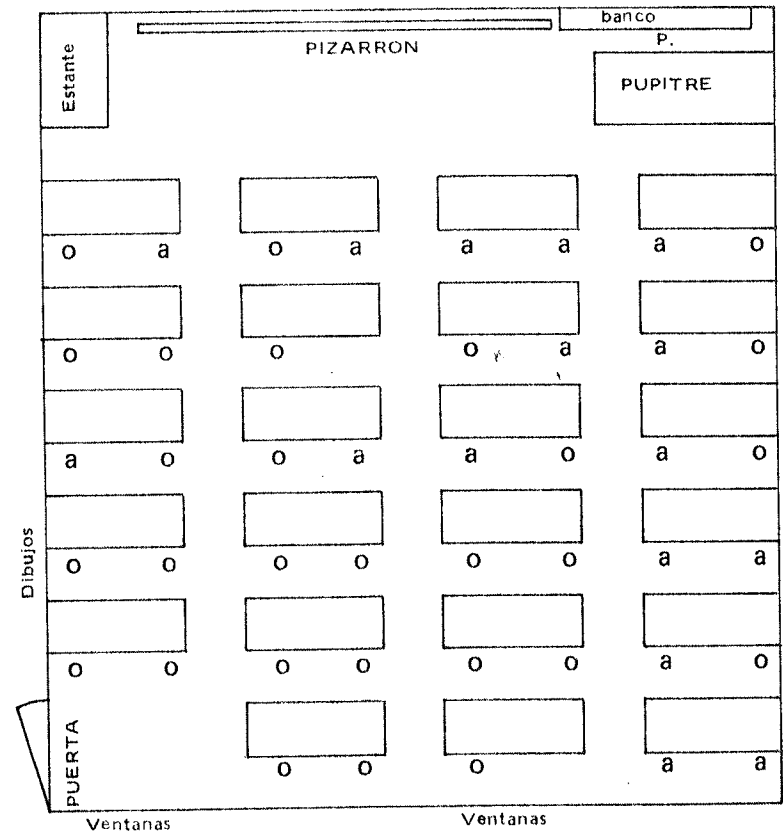 banco
P.
PIZARRON
Estante
PUPITRE
o a o a a a a o
o o o o a a o
a o o a a o a o
Dibujos
o o o o o o a a
o o o o o o a o
PUERTA
o o o a a
Ventanas Ventanas